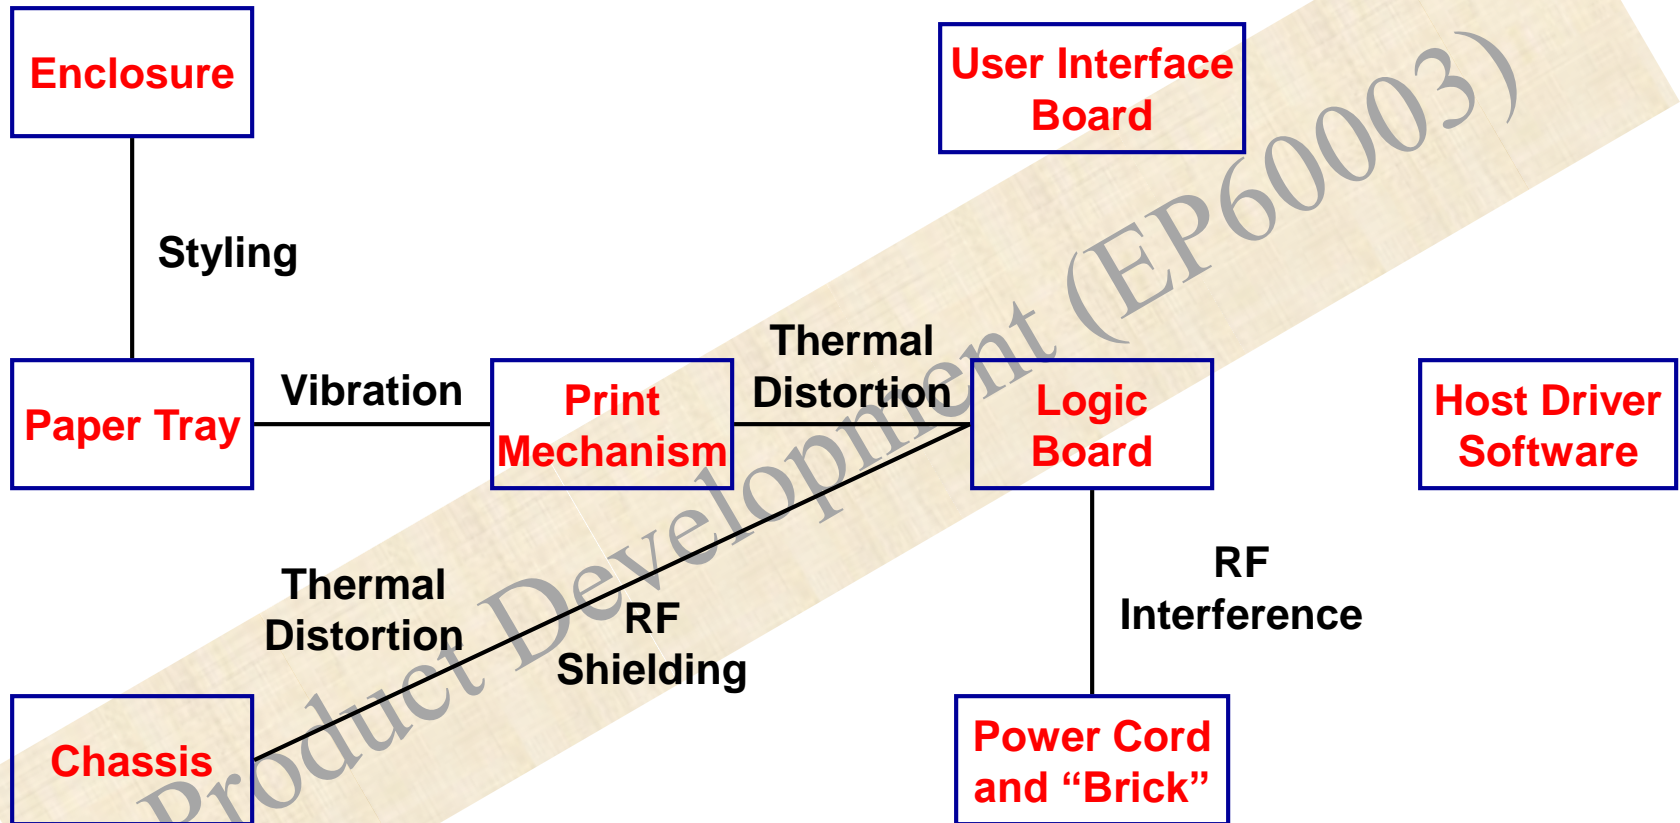 Enclosure
User Interface
Board
Styling
Paper Tray
Vibration
Print
Mechanism
Thermal
Distortion
Logic
Board
Host Driver
Software
Thermal
Distortion
RF
Shielding
RF
Interference
Chassis
Power Cord
and “Brick”
Product Development (EP60003)